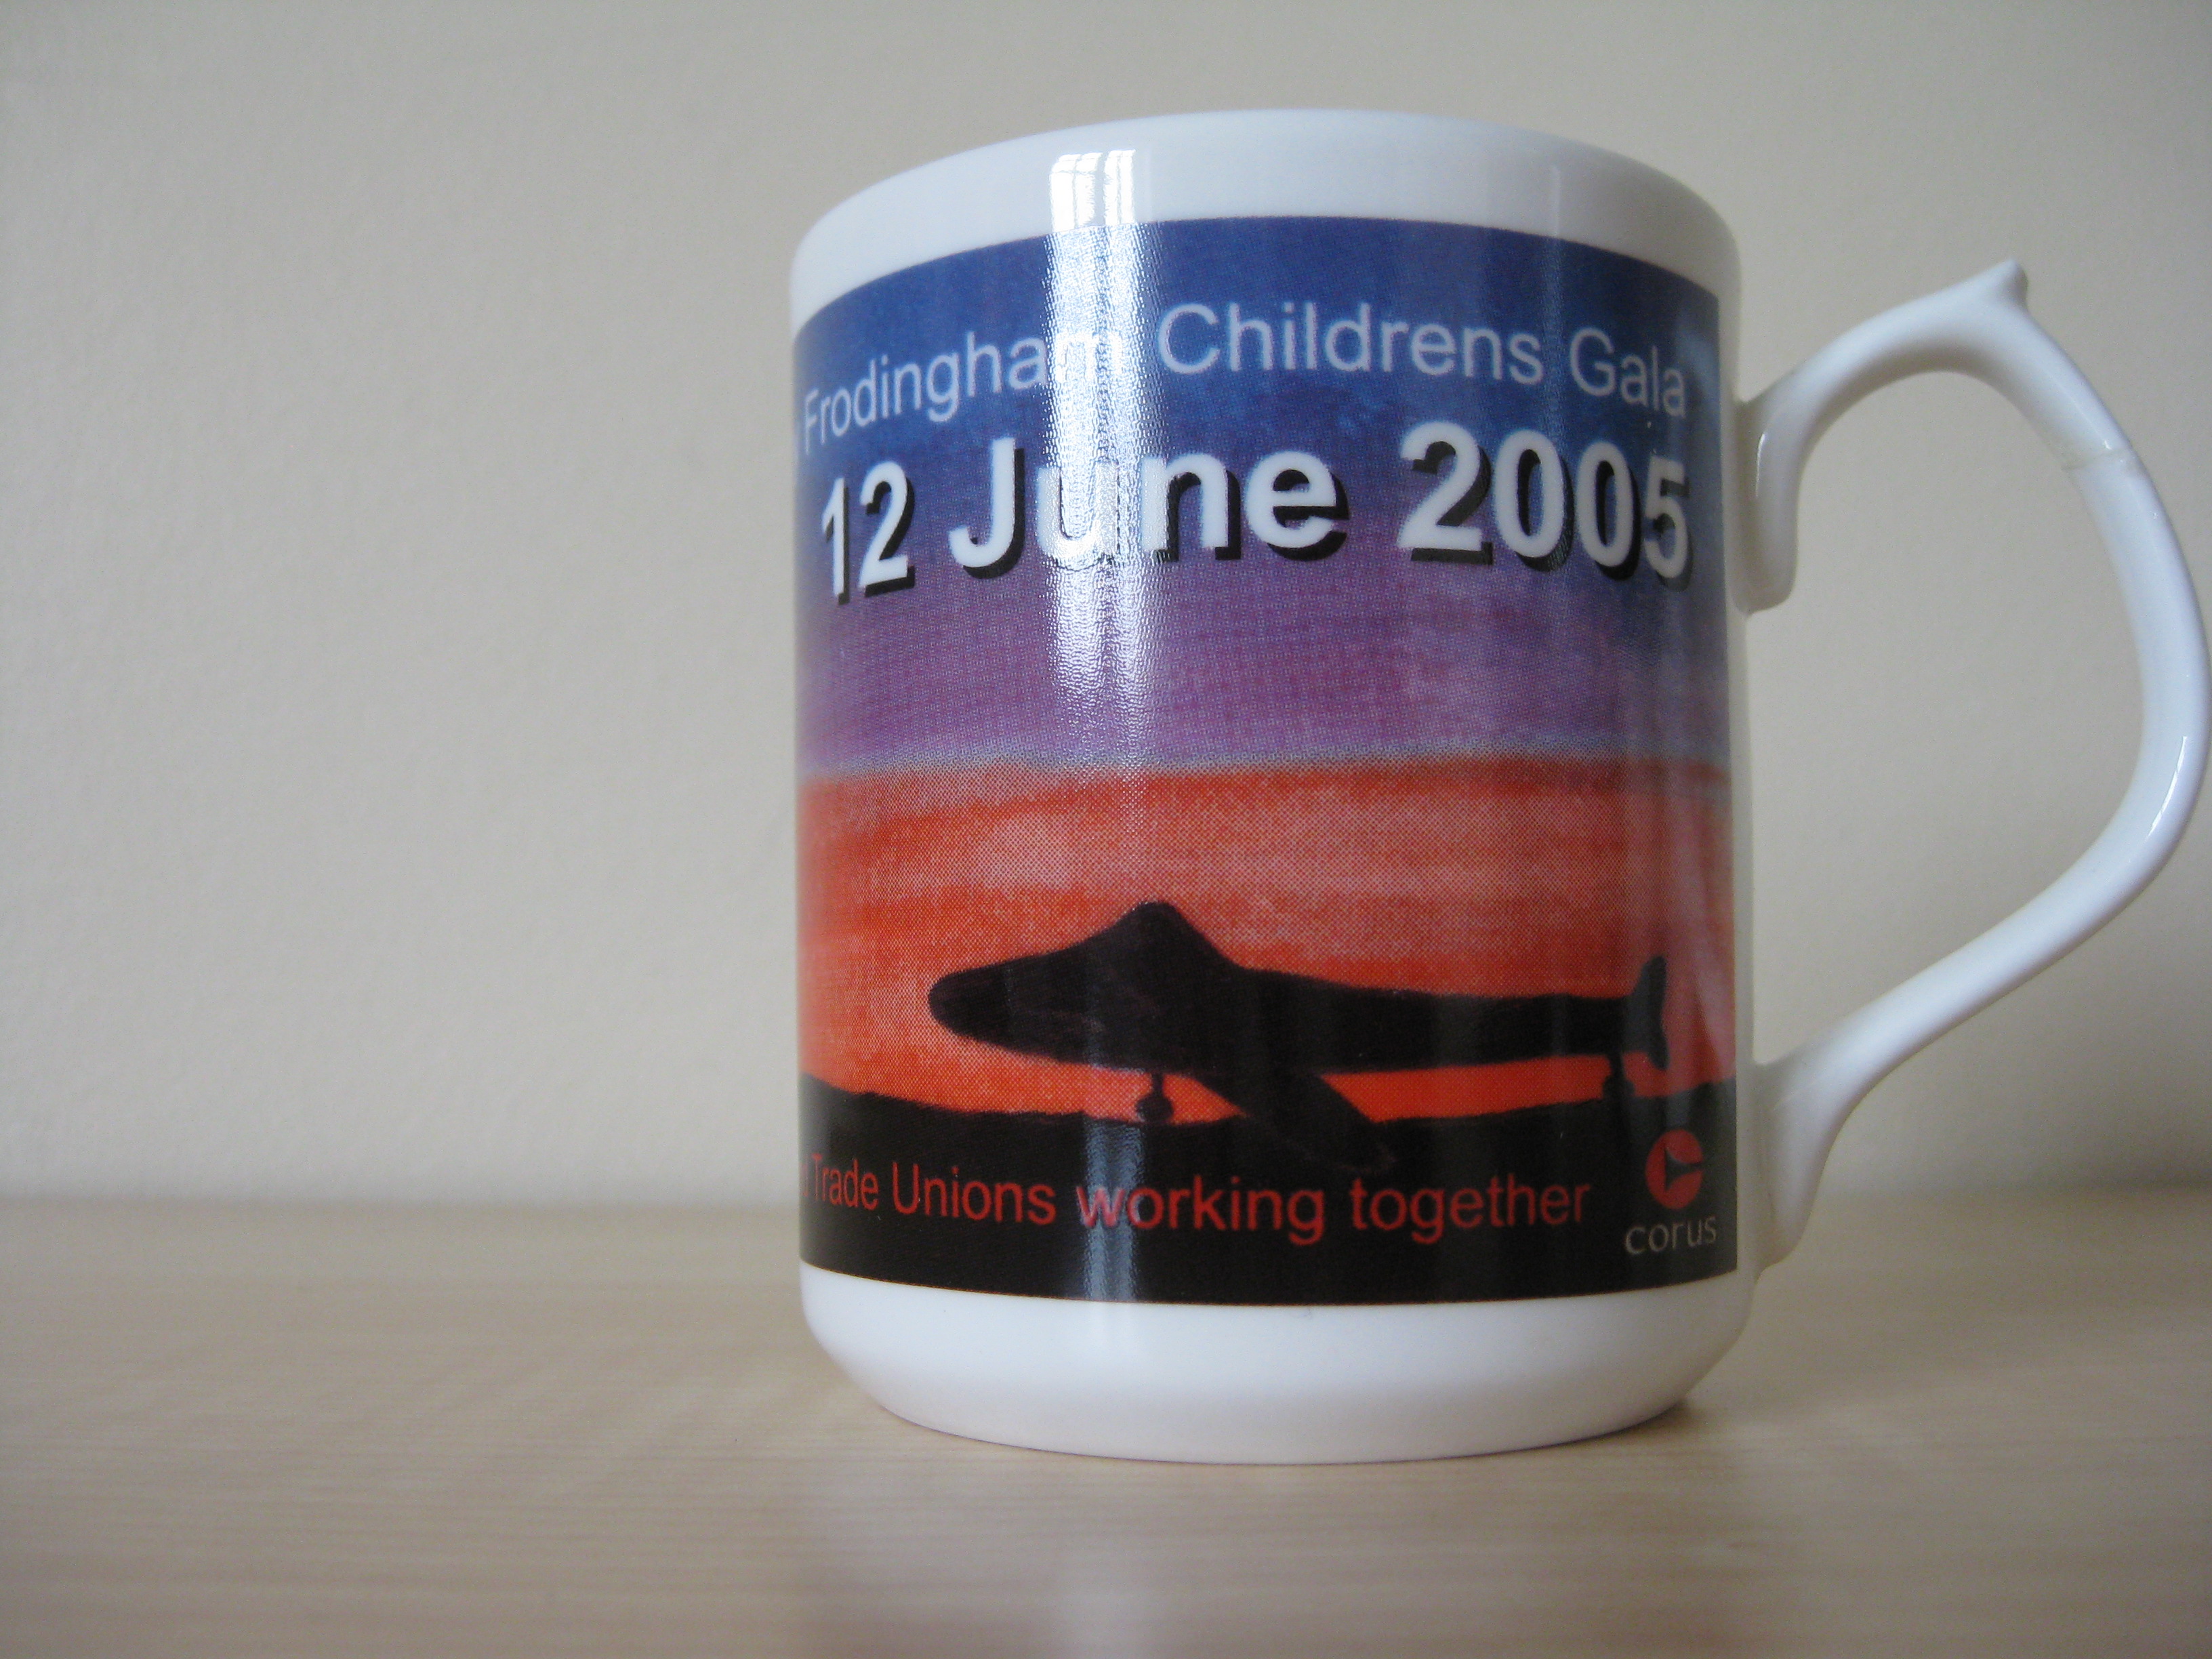 Frodingham Childrens Gala
12 June 2005
Trade Unions working together
corus